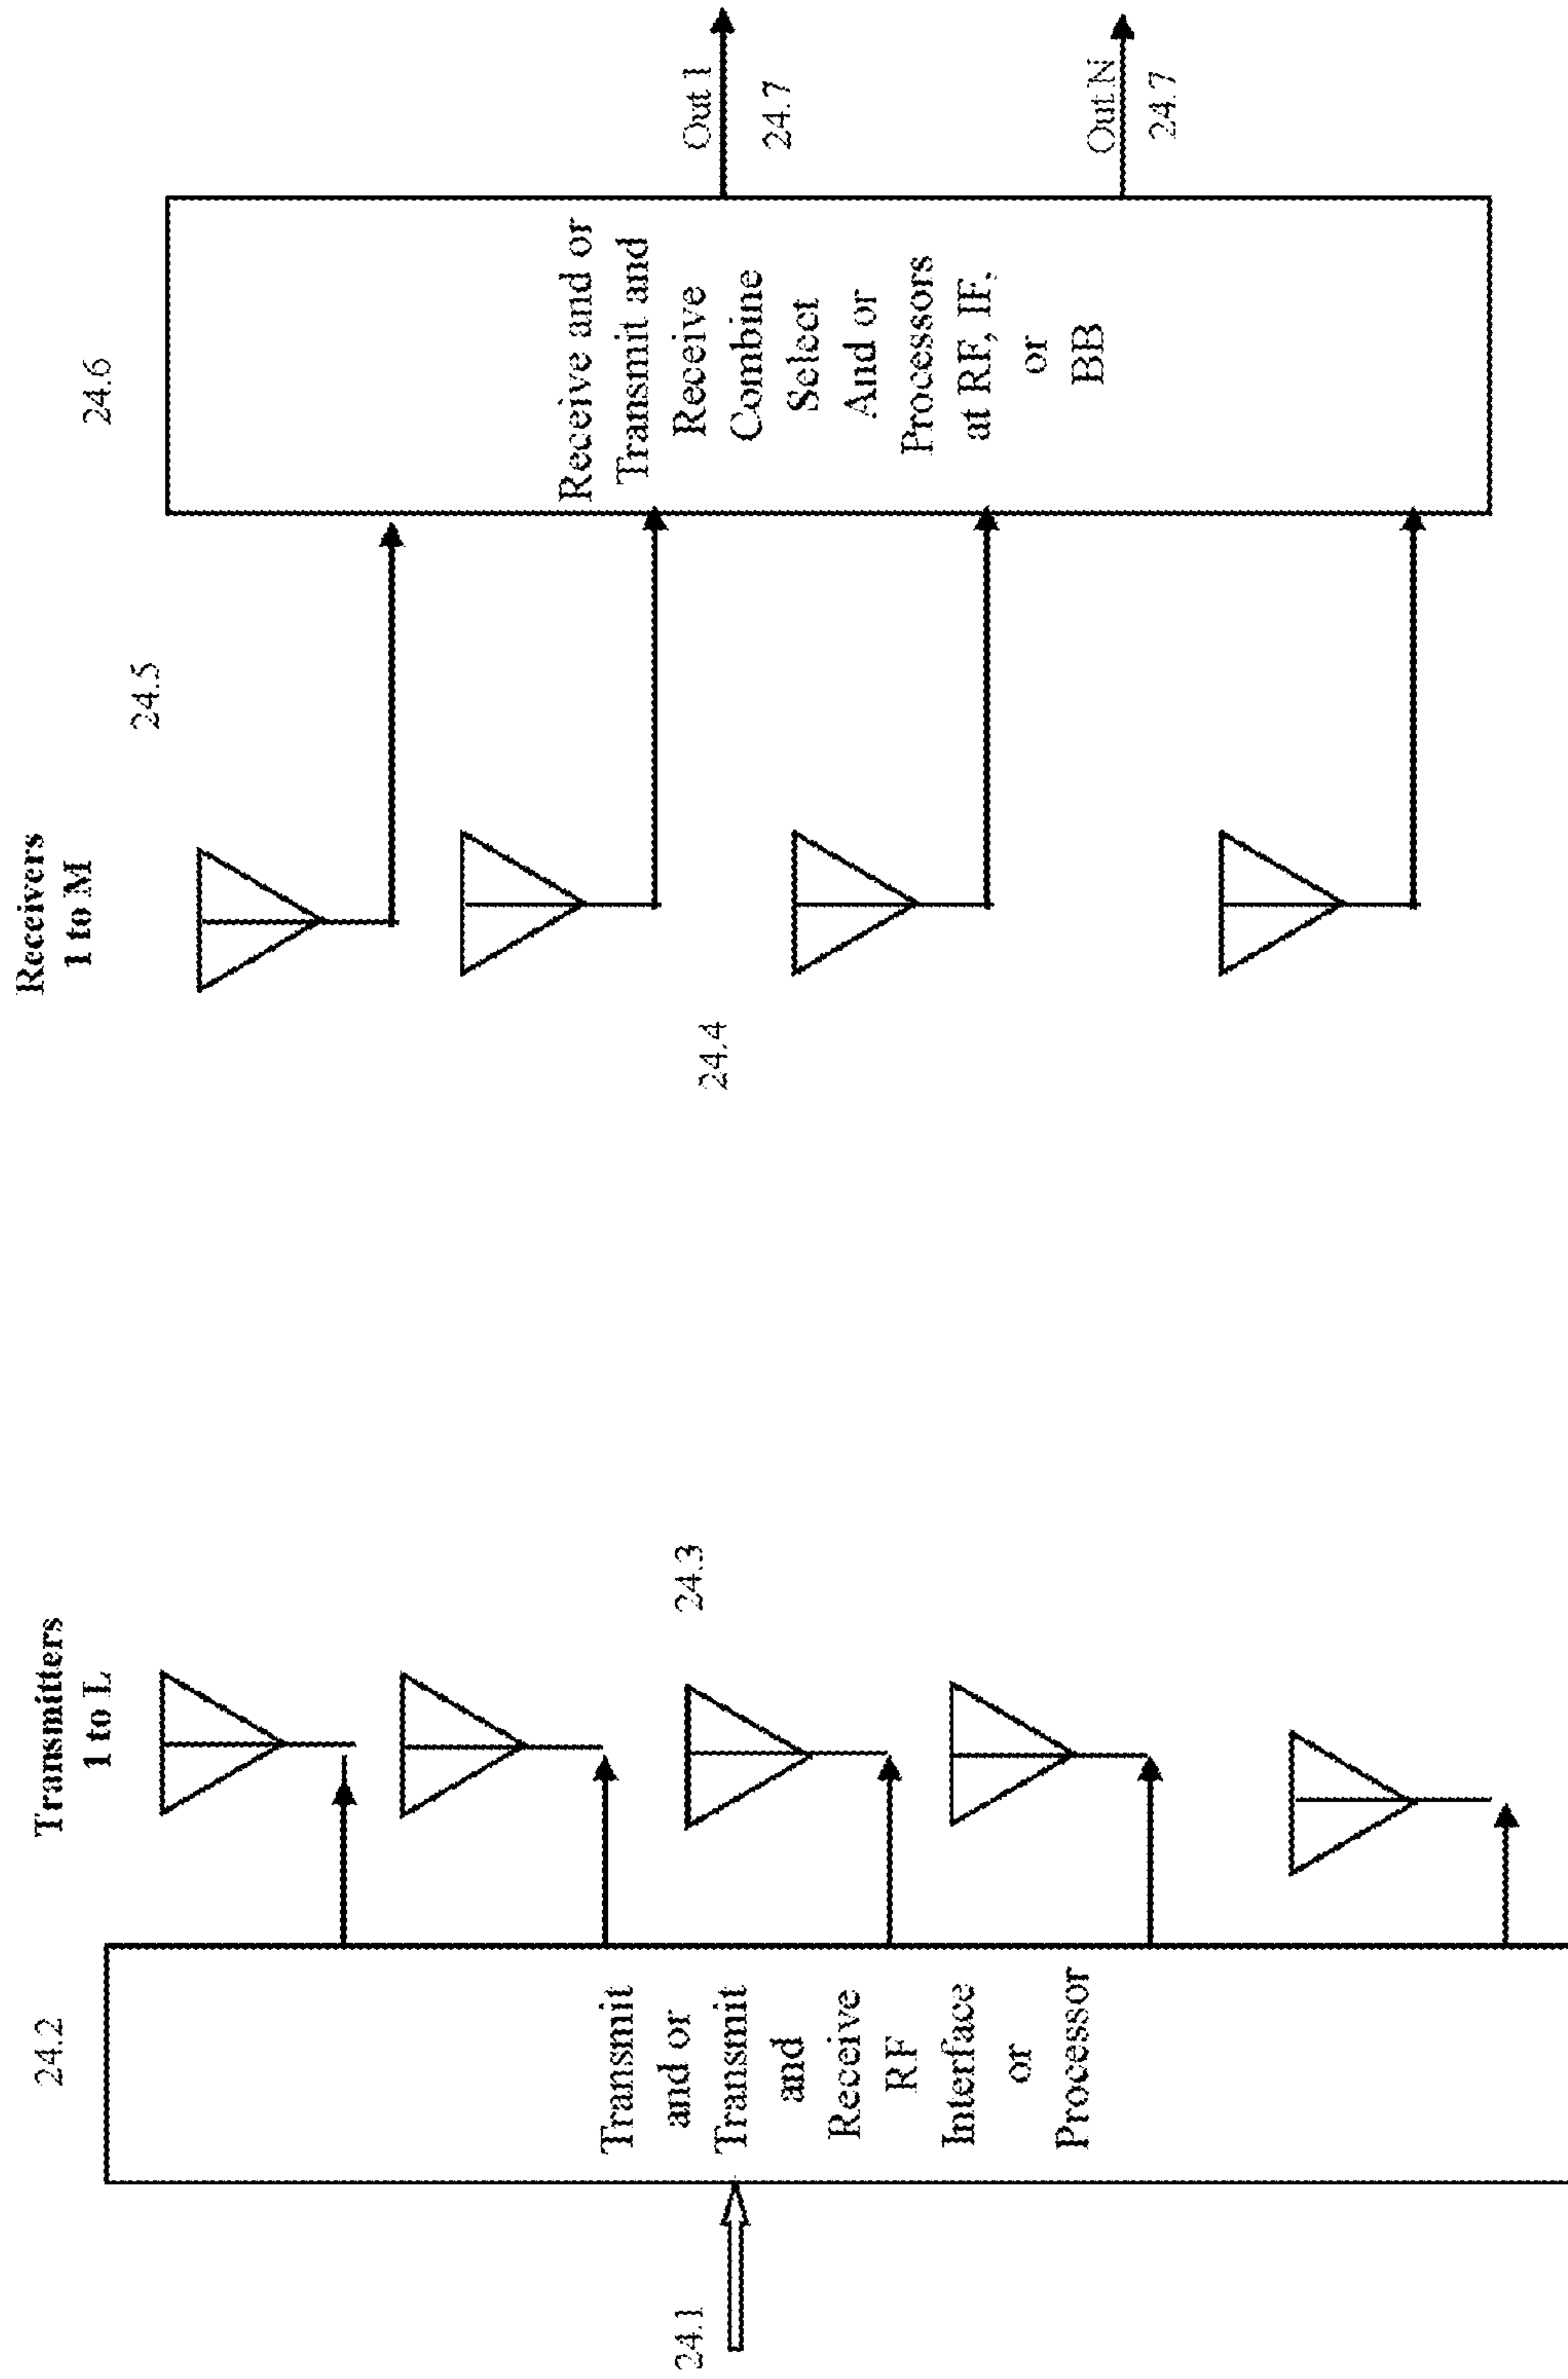 24.1
24.2
Transmit
and or
Transmit
and
Receive
RF
Interface
or
Processor
Transmitters
1 to L
24.3
24.4
Receivers
1 to M
24.5
24.6
Receive and or
Transmit and
Receive
Combine
Select
And or
Processors
at RF, IF,
or
BB
Out 1
24.7
Out N
24.7